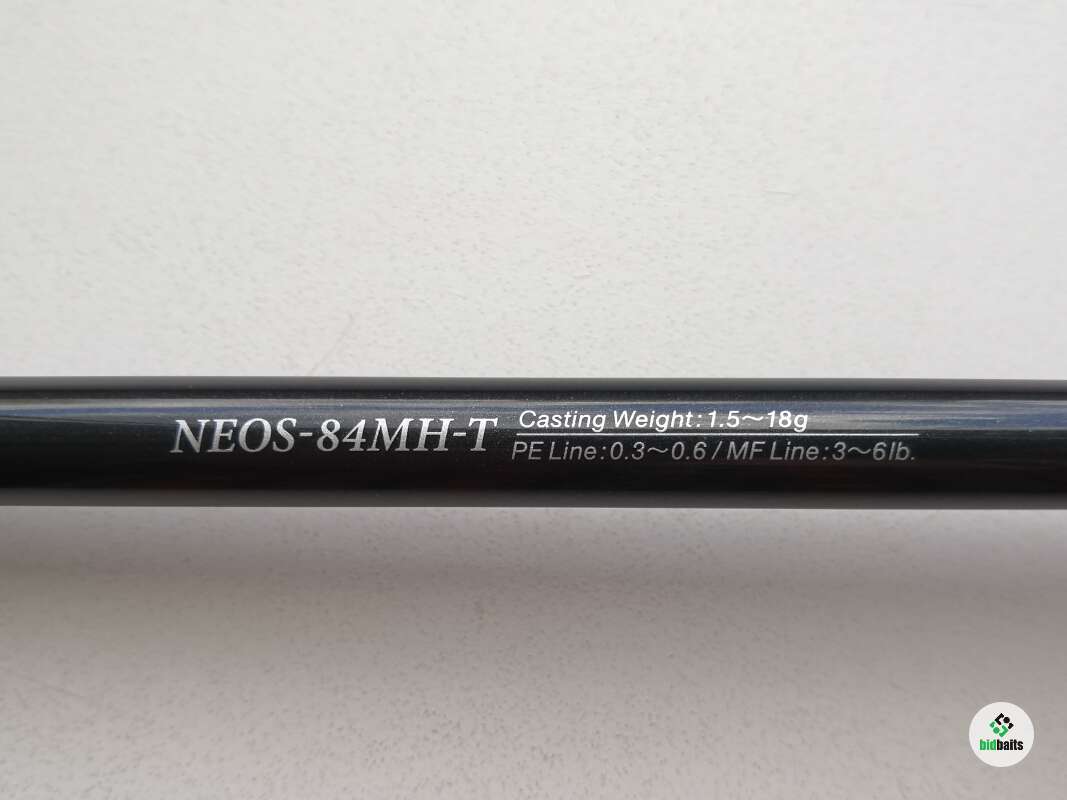 NEOS-84MH-T
Casting Weight:1.5～18g
PE Line:0.3～0.6 / MF Line:3～6lb.
bidbaits